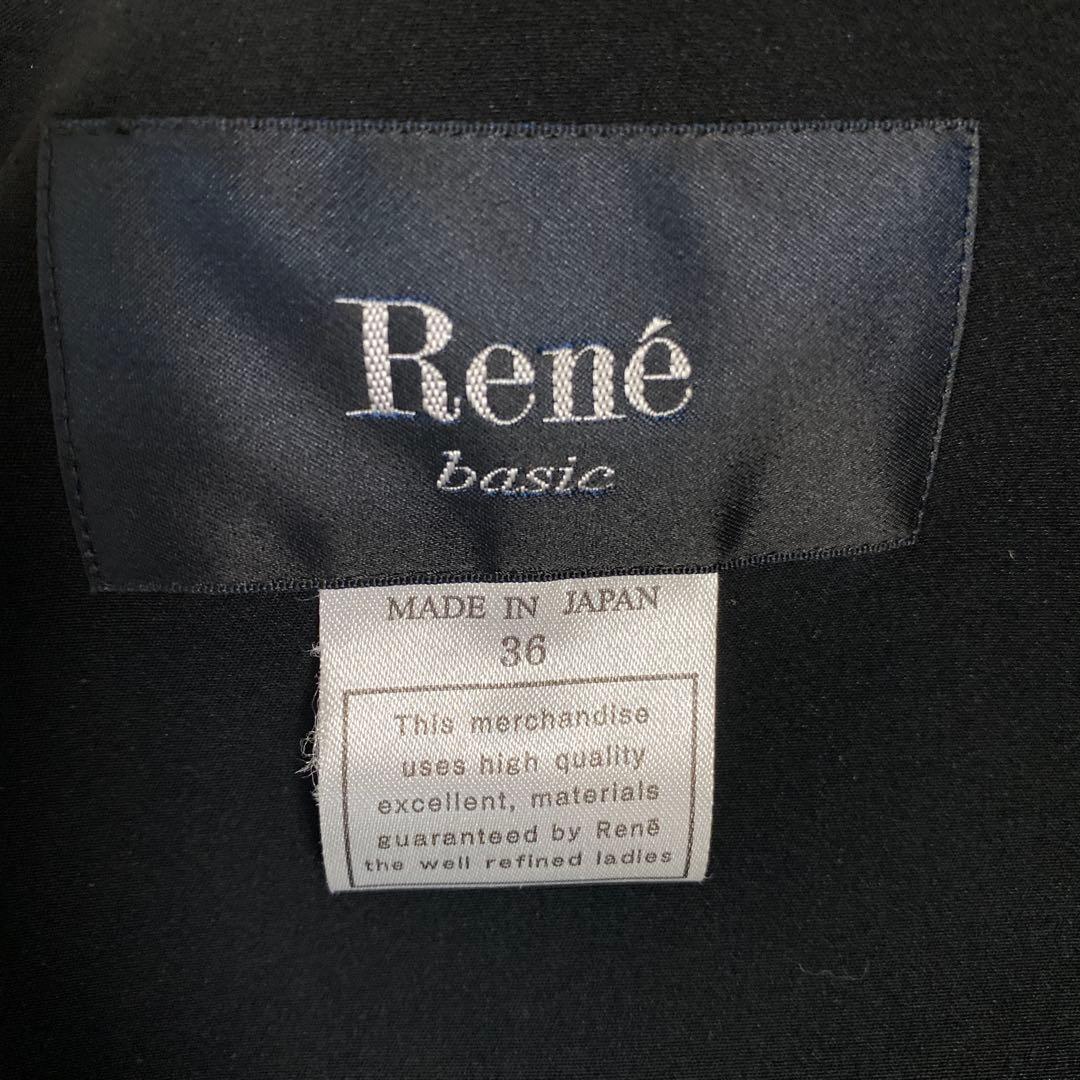 René
basic
MADE IN JAPAN
36
This merchandise
uses high quality
excellent, materials
guaranteed by Renē
the well refined ladies